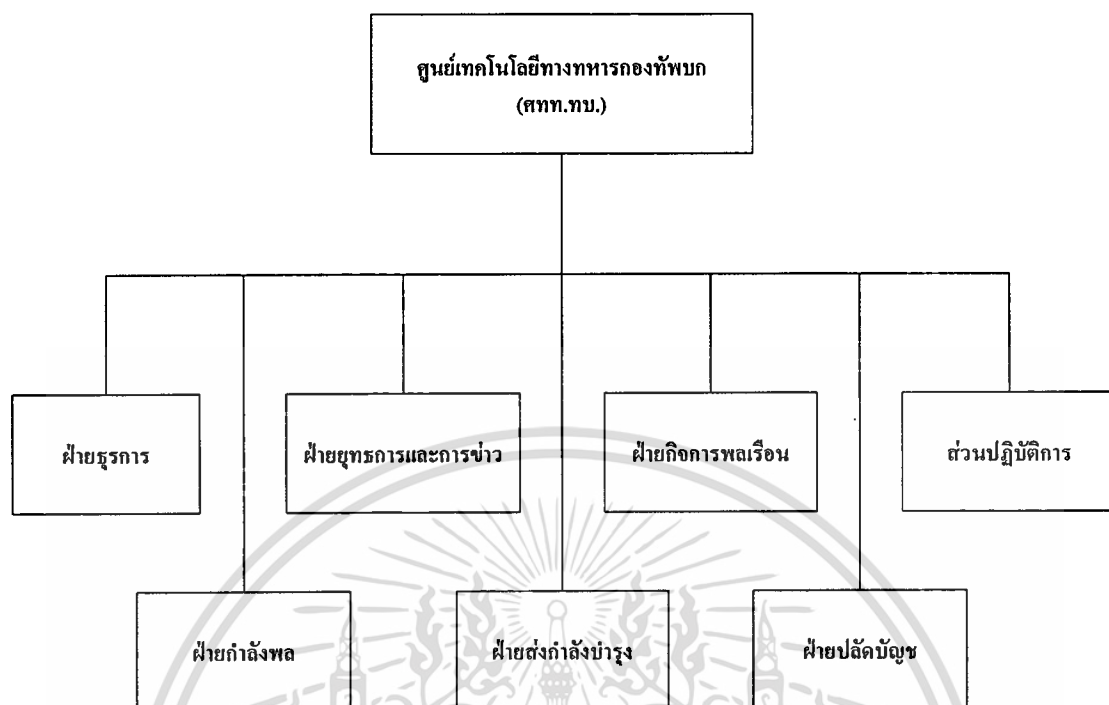 ศูนย์เทคโนโลยีทางทหารกองทัพบก
(ศทท.ทบ.)
ฝ่ายธุรการ
ฝ่ายยุทธการและการข่าว
ฝ่ายกิจการพลเรือน
ส่วนปฏิบัติการ
ฝ่ายกำลังพล
ฝ่ายส่งกำลังบำรุง
ฝ่ายปลัดบัญช